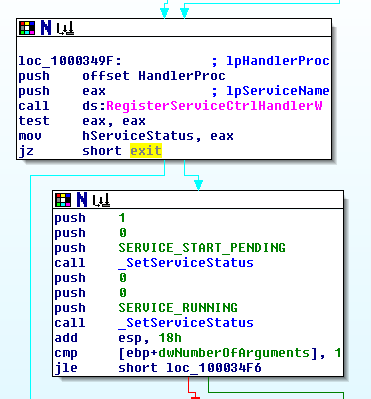 loc_1000349F: ; lpHandlerProc
push offset HandlerProc
push eax ; lpServiceName
call ds:RegisterServiceCtrlHandlerW
test eax, eax
mov hServiceStatus, eax
jz short exit
push 1
push 0
push SERVICE_START_PENDING
call _SetServiceStatus
push 0
push 0
push SERVICE_RUNNING
call _SetServiceStatus
add esp, 18h
cmp [ebp+dwNumberOfArguments], 1
jle short loc_100034F6